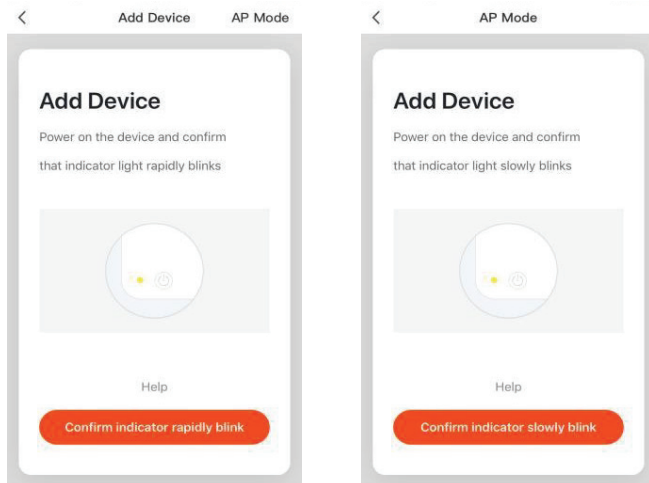 Add Device AP Mode
Add Device
Power on the device and confirm
that indicator light rapidly blinks
Help
Confirm indicator rapidly blink
AP Mode
Add Device
Power on the device and confirm
that indicator light slowly blinks
Help
Confirm indicator slowly blink